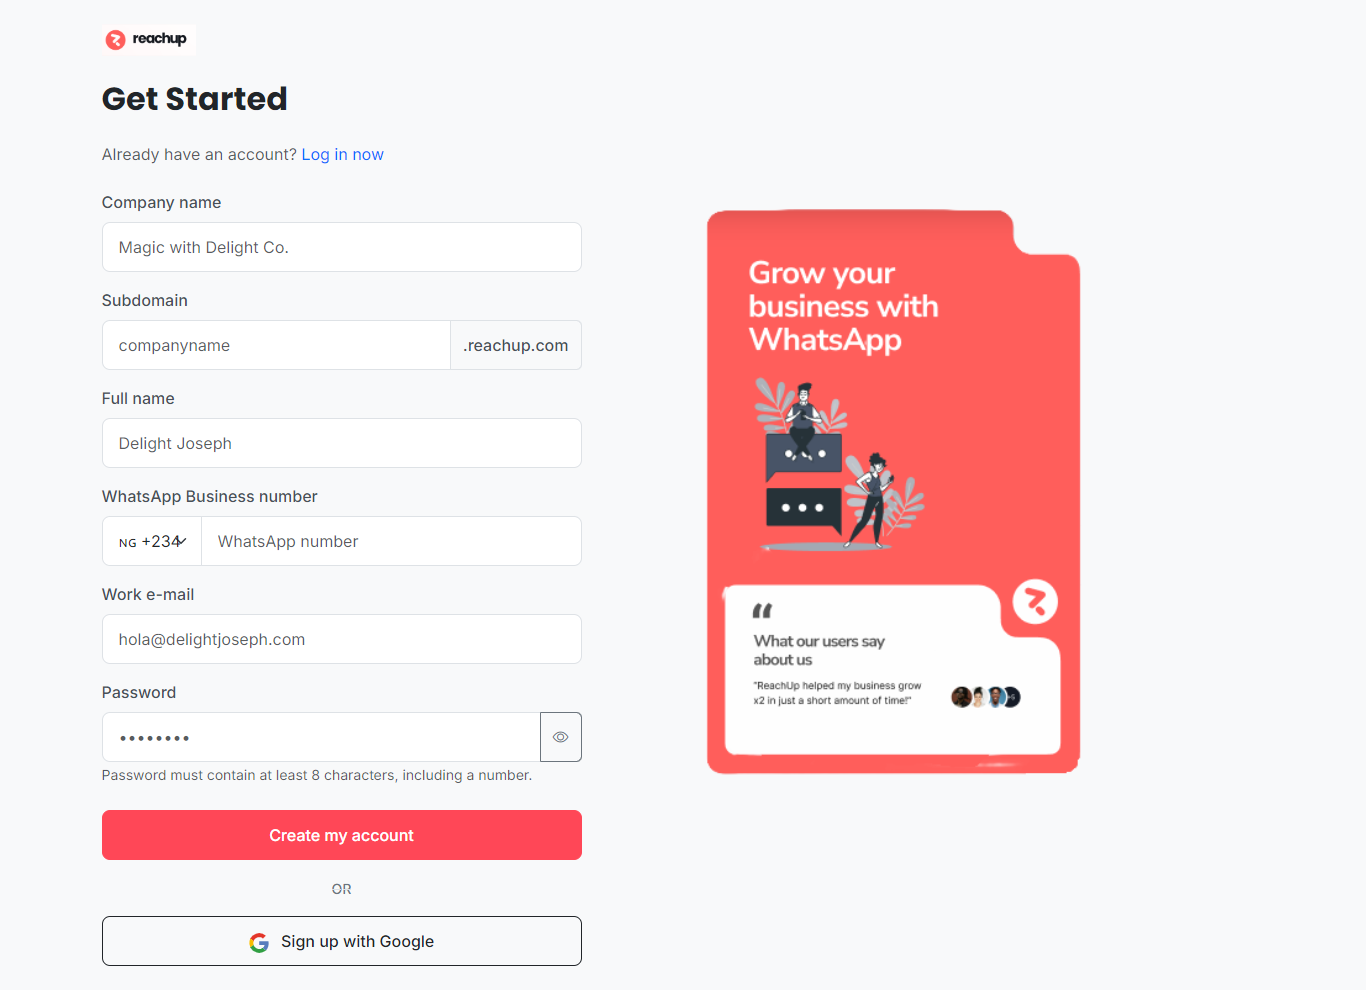 reachup
Get Started
Already have an account? Log in now
Company name
Magic with Delight Co.
Subdomain
companyname
.reachup.com
Full name
Delight Joseph
WhatsApp Business number
NG +234
WhatsApp number
Work e-mail
hola@delightjoseph.com
Password
••••••••
Password must contain at least 8 characters, including a number.
Create my account
OR
Sign up with Google
Grow your
business with
WhatsApp
“
What our users say
about us
"ReachUp helped my business grow
x2 in just a short amount of time!"